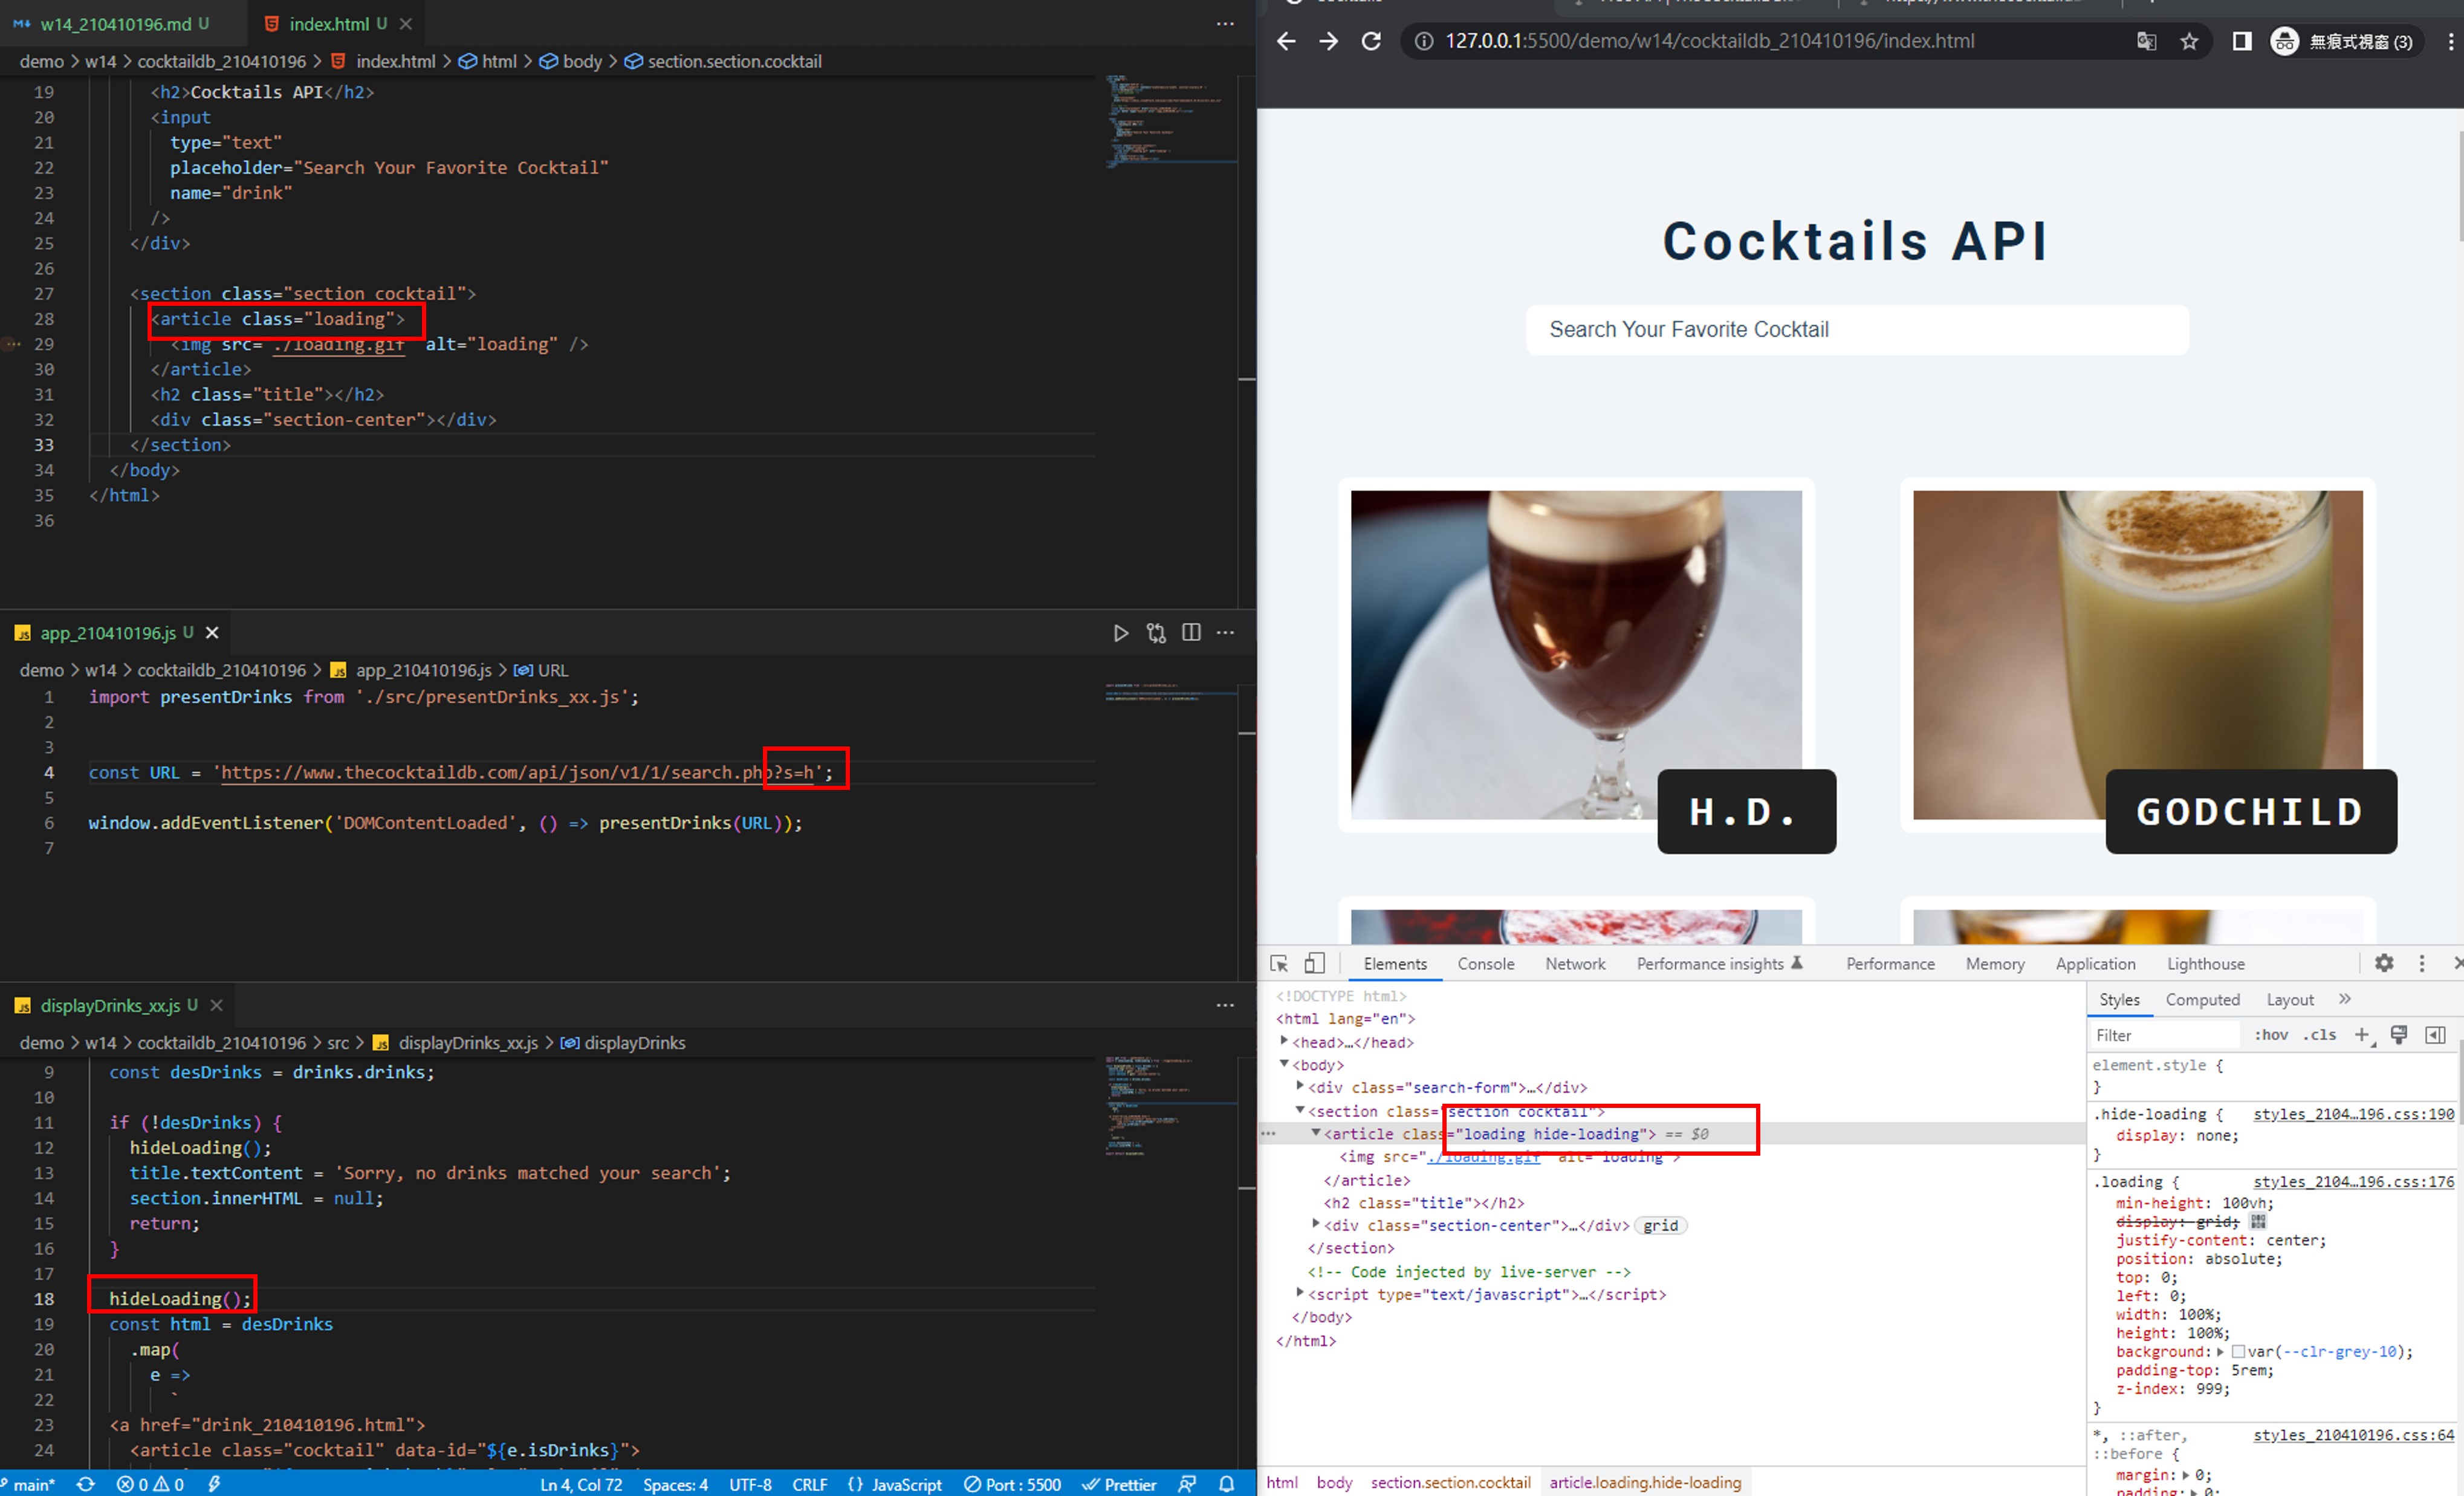 w14_210410196.md U
index.html U
demo > w14 > cocktaildb_210410196 > index.html > html > body > section.section.cocktail
19 <h2>Cocktails API</h2>
20 <input
21 type="text"
22 placeholder="Search Your Favorite Cocktail"
23 name="drink"
24 />
25 </div>
26
27 <section class="section cocktail">
28 <article class="loading">
29 <img src="./loading.gif" alt="loading" />
30 </article>
31 <h2 class="title"></h2>
32 <div class="section-center"></div>
33 </section>
34 </body>
35 </html>
36
app_210410196.js U
demo > w14 > cocktaildb_210410196 > app_210410196.js > URL
1 import presentDrinks from './src/presentDrinks_xx.js';
2
3
4 const URL = 'https://www.thecocktaildb.com/api/json/v1/1/search.php?s=h';
5
6 window.addEventListener('DOMContentLoaded', () => presentDrinks(URL));
7
displayDrinks_xx.js U
demo > w14 > cocktaildb_210410196 > src > displayDrinks_xx.js > displayDrinks
9 const desDrinks = drinks.drinks;
10
11 if (!desDrinks) {
12 hideLoading();
13 title.textContent = 'Sorry, no drinks matched your search';
14 section.innerHTML = null;
15 return;
16 }
17
18 hideLoading();
19 const html = desDrinks
20 .map(
21 e =>
22 `
23 <a href="drink_210410196.html">
24 <article class="cocktail" data-id="${e.isDrinks}">
main* 0 0 Ln 4, Col 72 Spaces: 4 UTF-8 CRLF {} JavaScript Port : 5500 Prettier
127.0.0.1:5500/demo/w14/cocktaildb_210410196/index.html
無痕式視窗 (3)
Cocktails API
Search Your Favorite Cocktail
H.D.
GODCHILD
Elements Console Network Performance insights Performance Memory Application Lighthouse
<!DOCTYPE html>
<html lang="en">
<head>…</head>
<body>
<div class="search-form">…</div>
<section class="section cocktail">
<article class="loading hide-loading"> == $0
<img src="./loading.gif" alt="loading">
</article>
<h2 class="title"></h2>
<div class="section-center">…</div> grid
</section>
<!-- Code injected by live-server -->
<script type="text/javascript">…</script>
</body>
</html>
html body section.section.cocktail article.loading.hide-loading
Styles Computed Layout
Filter :hov .cls
element.style {
}
.hide-loading { styles_2104…196.css:190
display: none;
}
.loading { styles_2104…196.css:176
min-height: 100vh;
display: grid;
justify-content: center;
position: absolute;
top: 0;
left: 0;
width: 100%;
height: 100%;
background: var(--clr-grey-10);
padding-top: 5rem;
z-index: 999;
}
*, ::after, styles_210410196.css:64
::before {
margin: 0;
padding: 0;